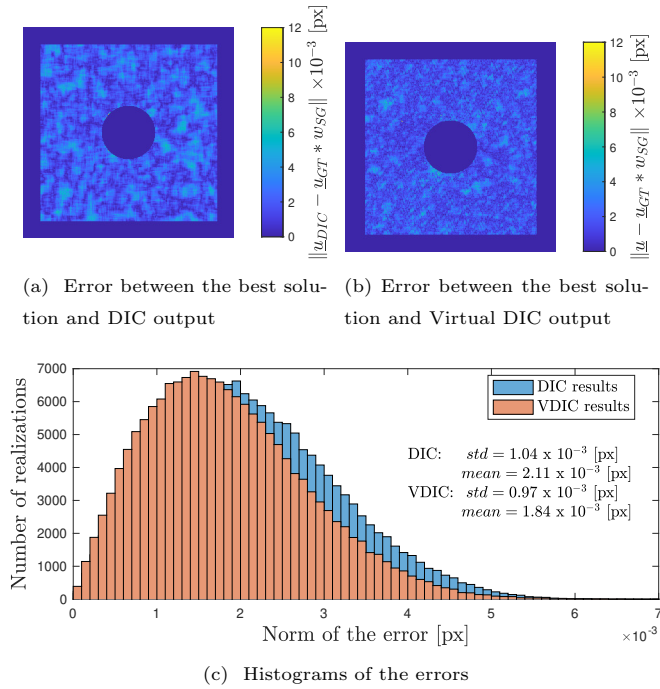 12
10
8
6
4
2
0
‖u_DIC − u_GT * w_SG‖ ×10⁻³ [px]
12
10
8
6
4
2
0
‖u − u_GT * w_SG‖ ×10⁻³ [px]
(a) Error between the best solu-
tion and DIC output
(b) Error between the best solu-
tion and Virtual DIC output
7000
6000
5000
4000
3000
2000
1000
0
Number of realizations
DIC results
VDIC results
DIC: std = 1.04 x 10⁻³ [px]
mean = 2.11 x 10⁻³ [px]
VDIC: std = 0.97 x 10⁻³ [px]
mean = 1.84 x 10⁻³ [px]
0 1 2 3 4 5 6 7
×10⁻³
Norm of the error [px]
(c) Histograms of the errors